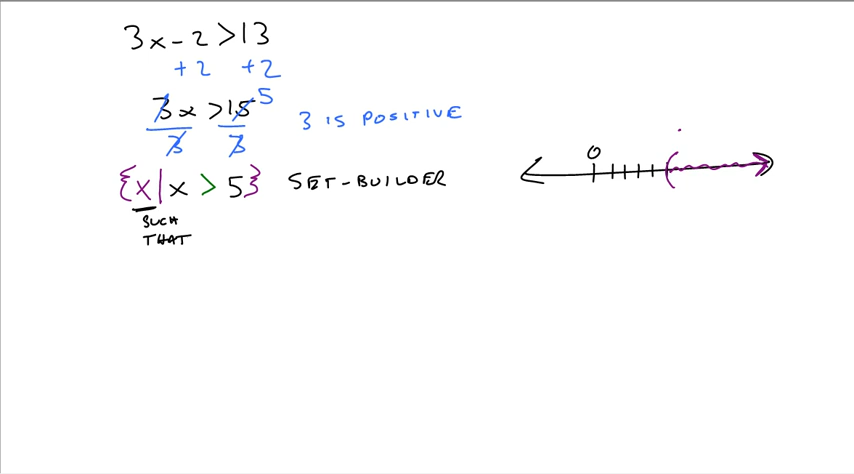 3x - 2 > 13
+ 2 + 2
3x > 15 5 3 IS POSITIVE
3 3
0
{x | x > 5} SET-BUILDER
SUCH
THAT